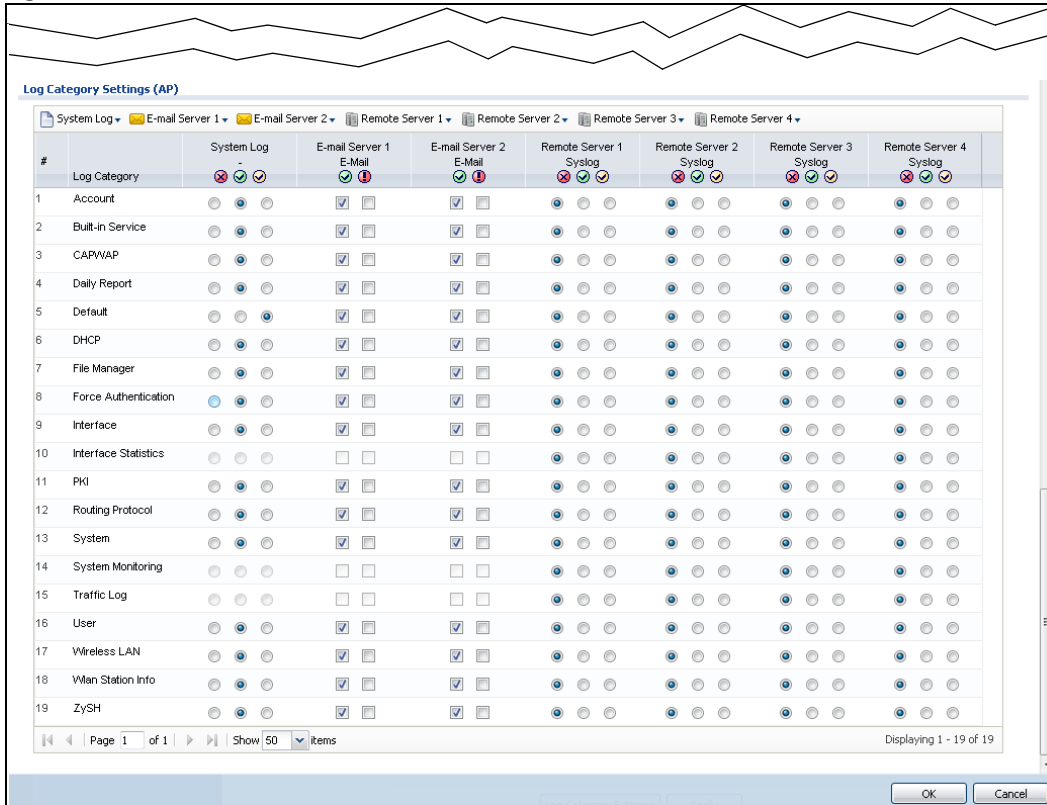 Log Category Settings (AP)
System Log E-mail Server 1 E-mail Server 2 Remote Server 1 Remote Server 2 Remote Server 3 Remote Server 4
# Log Category System Log - E-mail Server 1 E-Mail E-mail Server 2 E-Mail Remote Server 1 Syslog Remote Server 2 Syslog Remote Server 3 Syslog Remote Server 4 Syslog
1 Account
2 Built-in Service
3 CAPWAP
4 Daily Report
5 Default
6 DHCP
7 File Manager
8 Force Authentication
9 Interface
10 Interface Statistics
11 PKI
12 Routing Protocol
13 System
14 System Monitoring
15 Traffic Log
16 User
17 Wireless LAN
18 Wlan Station Info
19 ZySH
Page 1 of 1 Show 50 items Displaying 1 - 19 of 19
OK Cancel